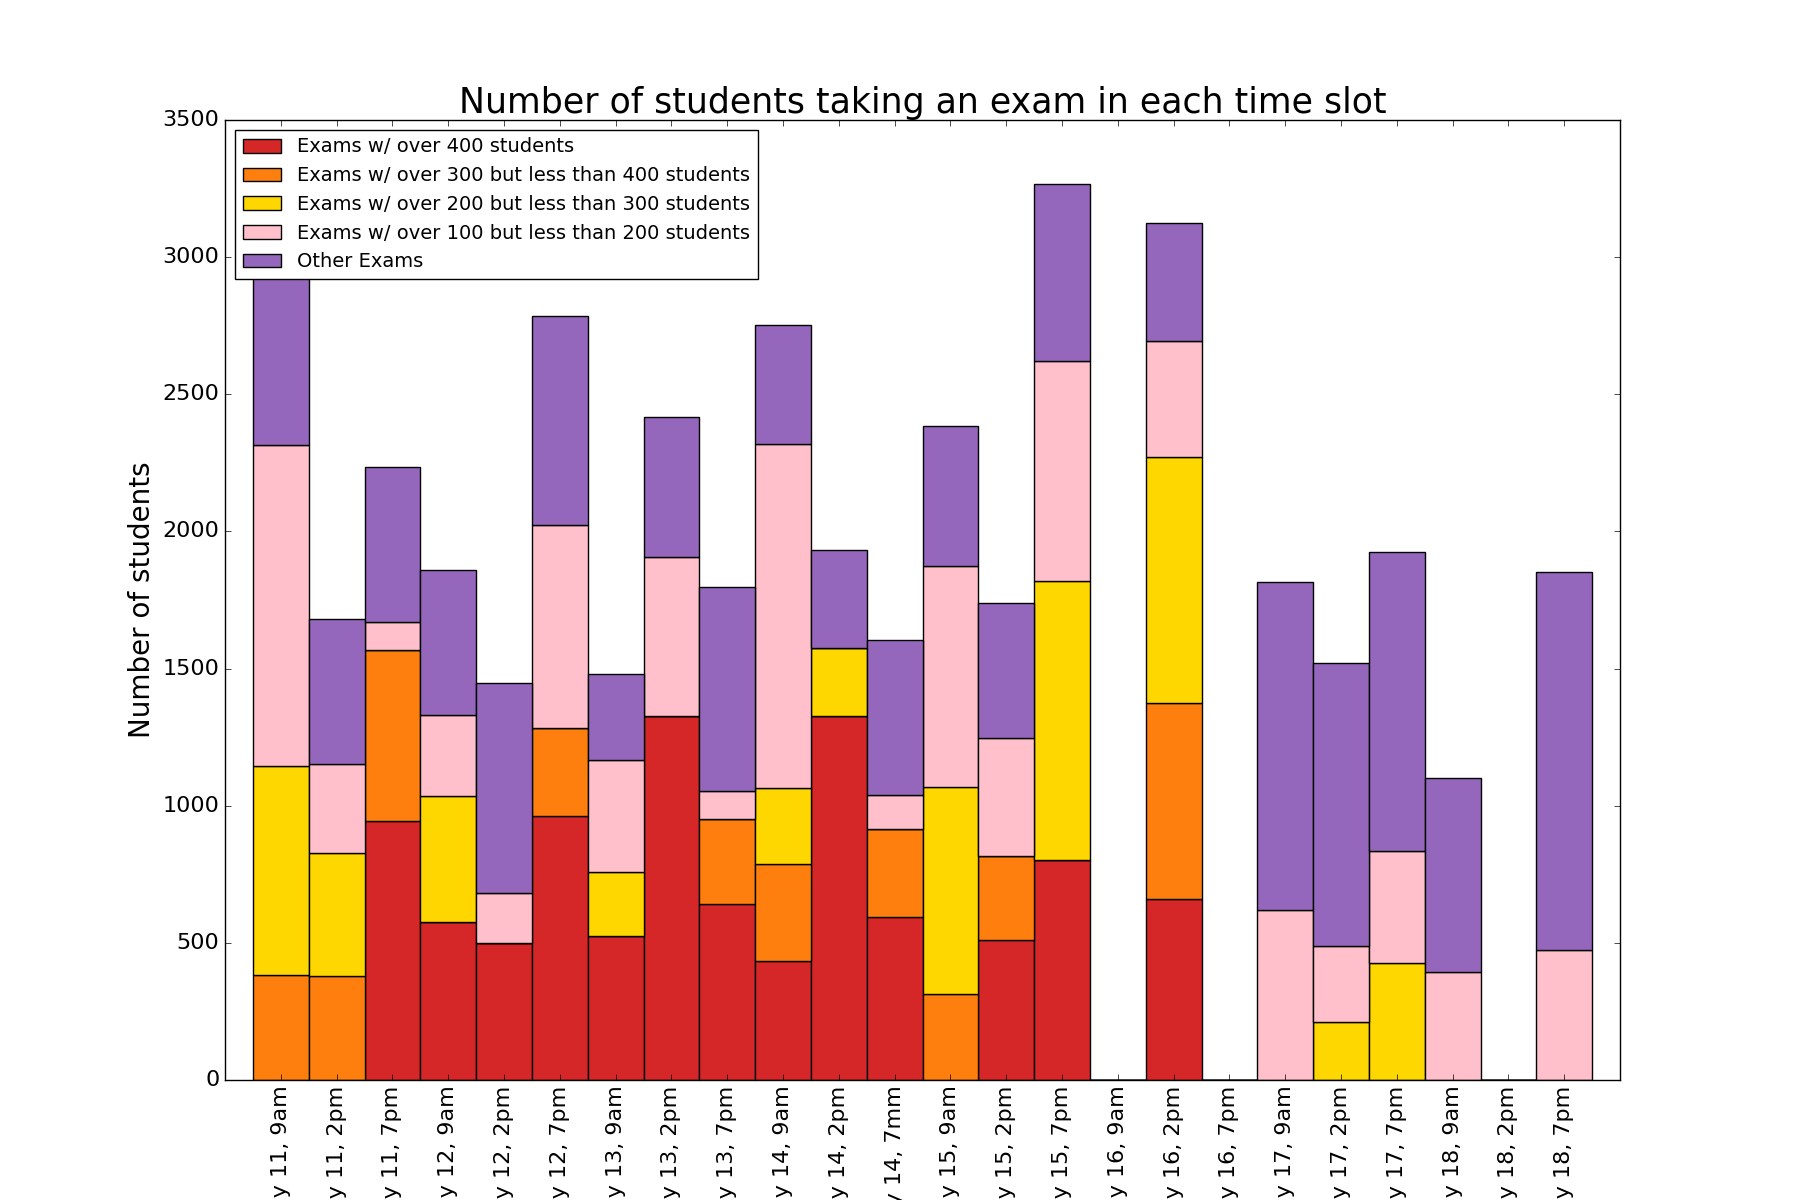 Number of students taking an exam in each time slot
3500
3000
2500
2000
1500
1000
500
0
Number of students
Exams w/ over 400 students
Exams w/ over 300 but less than 400 students
Exams w/ over 200 but less than 300 students
Exams w/ over 100 but less than 200 students
Other Exams
y 11, 9am
y 11, 2pm
y 11, 7pm
y 12, 9am
y 12, 2pm
y 12, 7pm
y 13, 9am
y 13, 2pm
y 13, 7pm
y 14, 9am
y 14, 2pm
y 14, 7mm
y 15, 9am
y 15, 2pm
y 15, 7pm
y 16, 9am
y 16, 2pm
y 16, 7pm
y 17, 9am
y 17, 2pm
y 17, 7pm
y 18, 9am
y 18, 2pm
y 18, 7pm